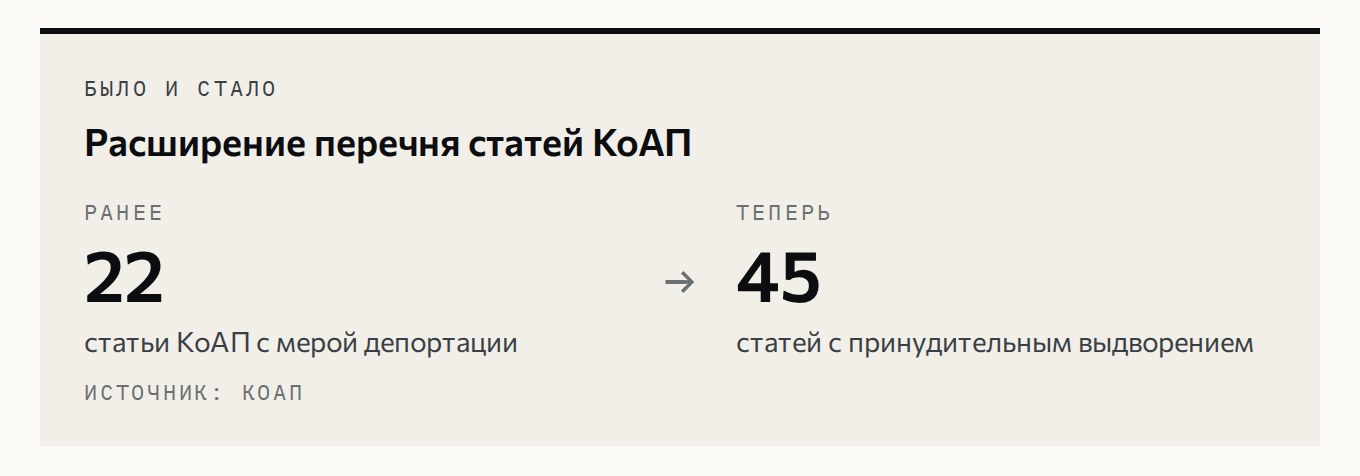 БЫЛО И СТАЛО
Расширение перечня статей КоАП
РАНЕЕ
22
статьи КоАП с мерой депортации
→
ТЕПЕРЬ
45
статей с принудительным выдворением
ИСТОЧНИК: КОАП